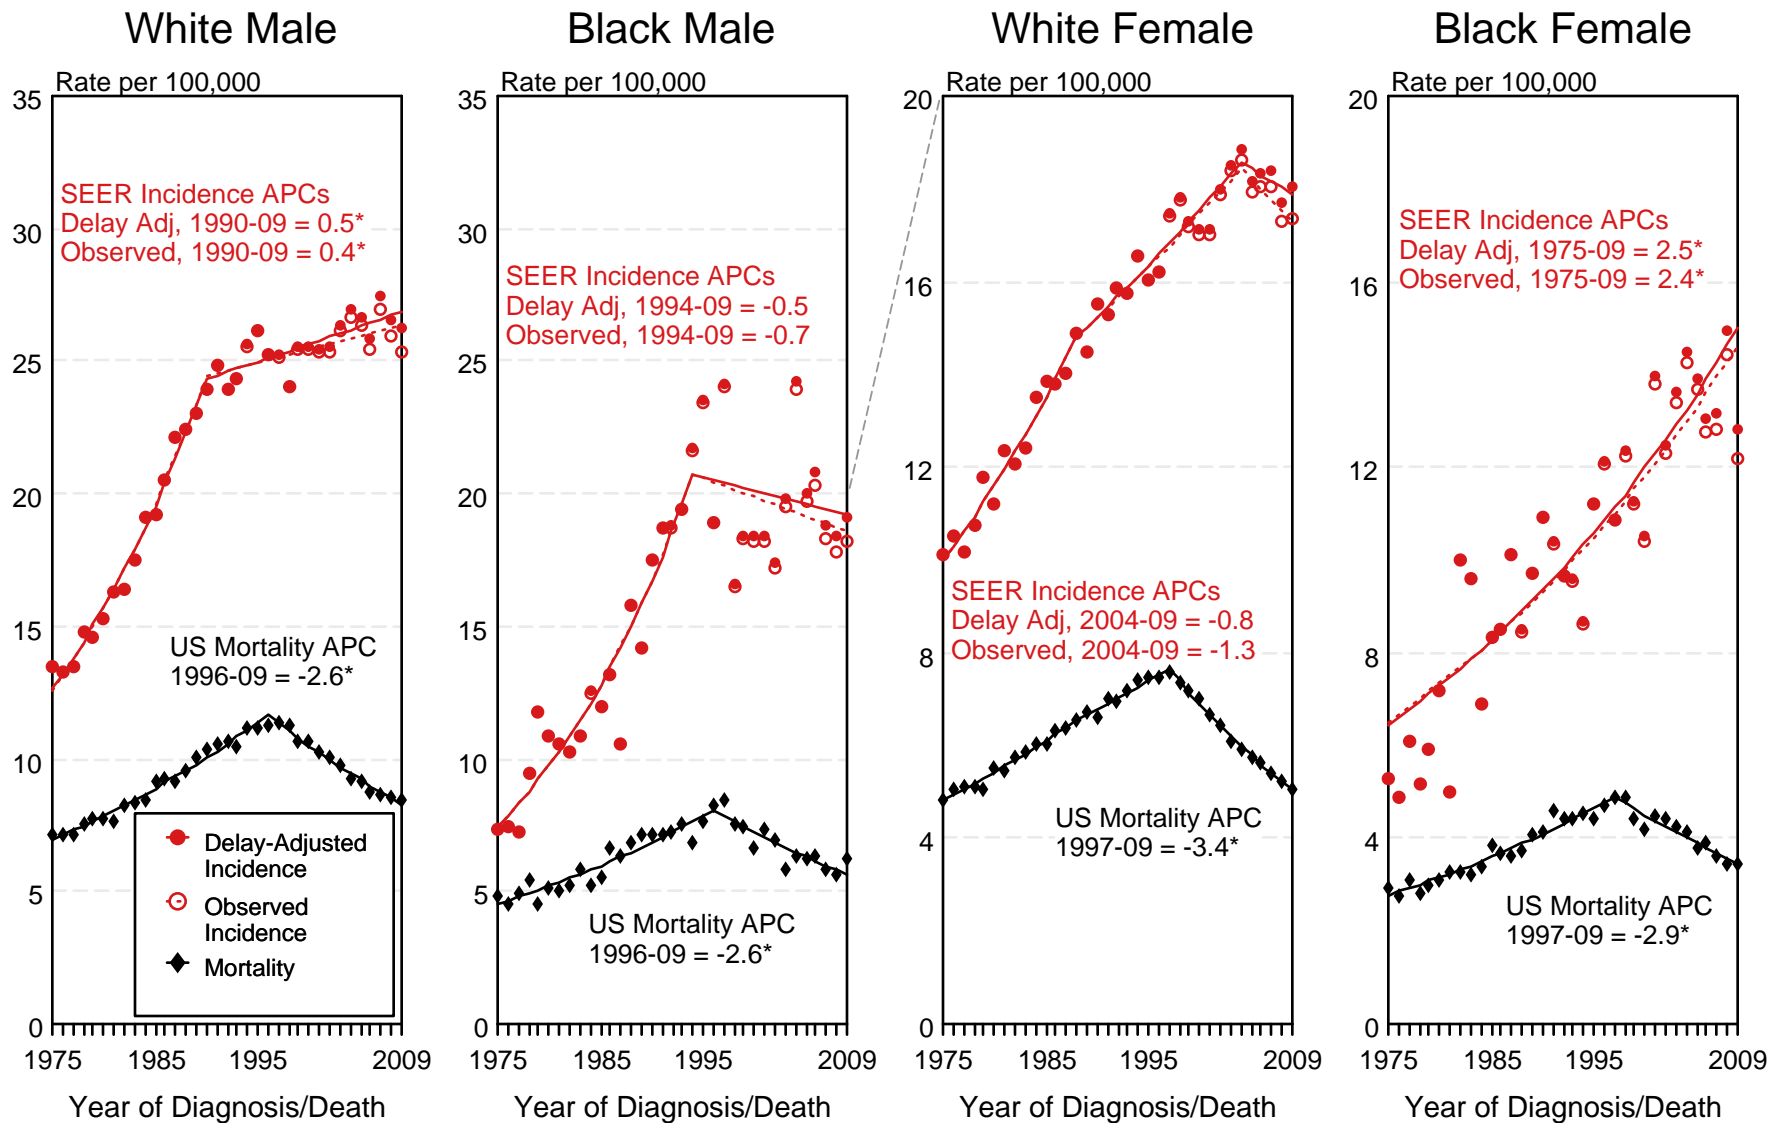 White Male
Rate per 100,000
35
30
25
20
15
10
5
0
SEER Incidence APCs
Delay Adj, 1990-09 = 0.5*
Observed, 1990-09 = 0.4*
US Mortality APC
1996-09 = -2.6*
Delay-Adjusted
Incidence
Observed
Incidence
Mortality
1975
1985
1995
2009
Year of Diagnosis/Death
Black Male
Rate per 100,000
35
30
25
20
15
10
5
0
SEER Incidence APCs
Delay Adj, 1994-09 = -0.5
Observed, 1994-09 = -0.7
US Mortality APC
1996-09 = -2.6*
1975
1985
1995
2009
Year of Diagnosis/Death
White Female
Rate per 100,000
20
16
12
8
4
0
SEER Incidence APCs
Delay Adj, 2004-09 = -0.8
Observed, 2004-09 = -1.3
US Mortality APC
1997-09 = -3.4*
1975
1985
1995
2009
Year of Diagnosis/Death
Black Female
Rate per 100,000
20
16
12
8
4
0
SEER Incidence APCs
Delay Adj, 1975-09 = 2.5*
Observed, 1975-09 = 2.4*
US Mortality APC
1997-09 = -2.9*
1975
1985
1995
2009
Year of Diagnosis/Death